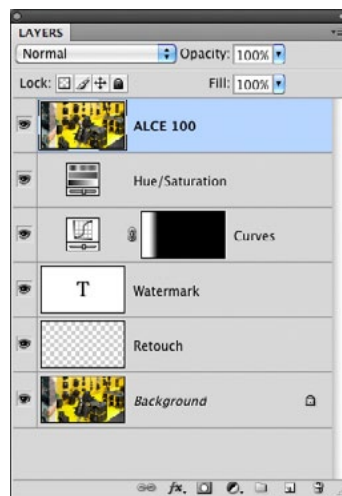 LAYERS
Normal Opacity: 100%
Lock: Fill: 100%
ALCE 100
Hue/Saturation
Curves
T Watermark
Retouch
Background
fx.